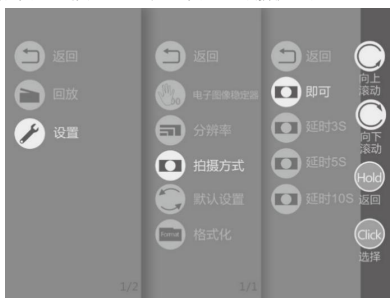 返回
回放
设置
1/2
返回
电子图像稳定器
分辨率
拍摄方式
默认设置
Format
格式化
1/1
返回
即可
延时3S
延时5S
延时10S
向上
滚动
向下
滚动
Hold
返回
Click
选择